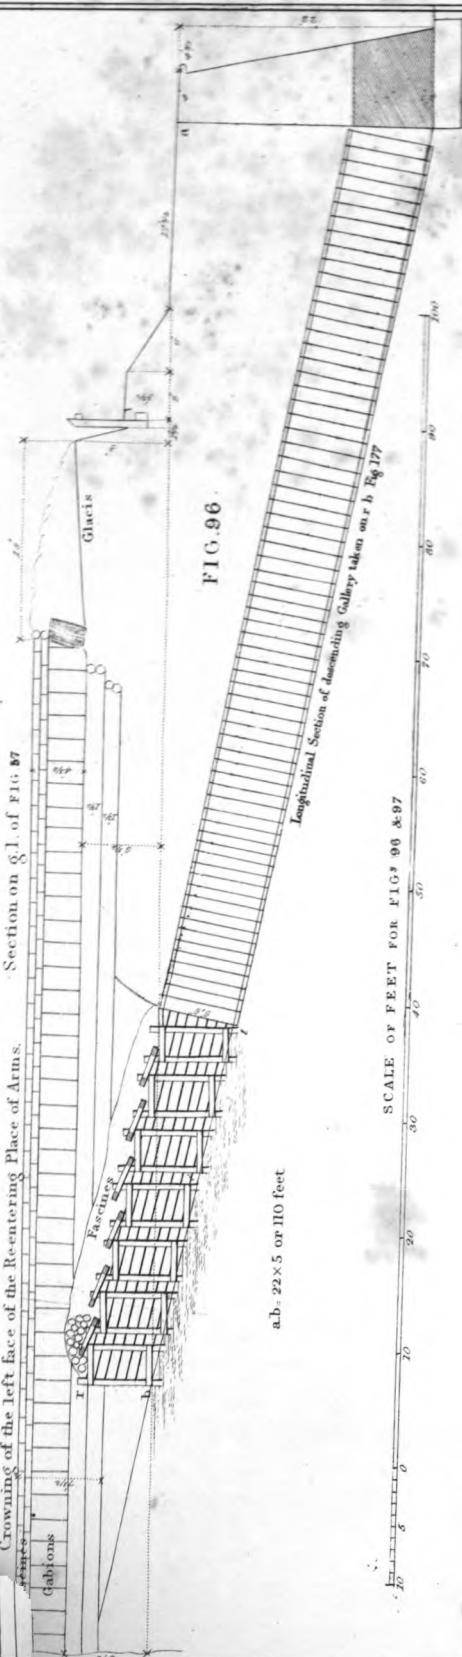 Crowning of the left face of the Re-entering Place of Arms. Section on g.l. of FIG 97
Gabions
Fascines
Glacis
r
b
a
FIG. 96
Longitudinal Section of descending Gallery taken on r b Fig 177
a.b = 22×5 or 110 feet
SCALE OF FEET FOR FIGS 96 & 97
10 5 0 10 20 30 40 50 60 70 80 90 100